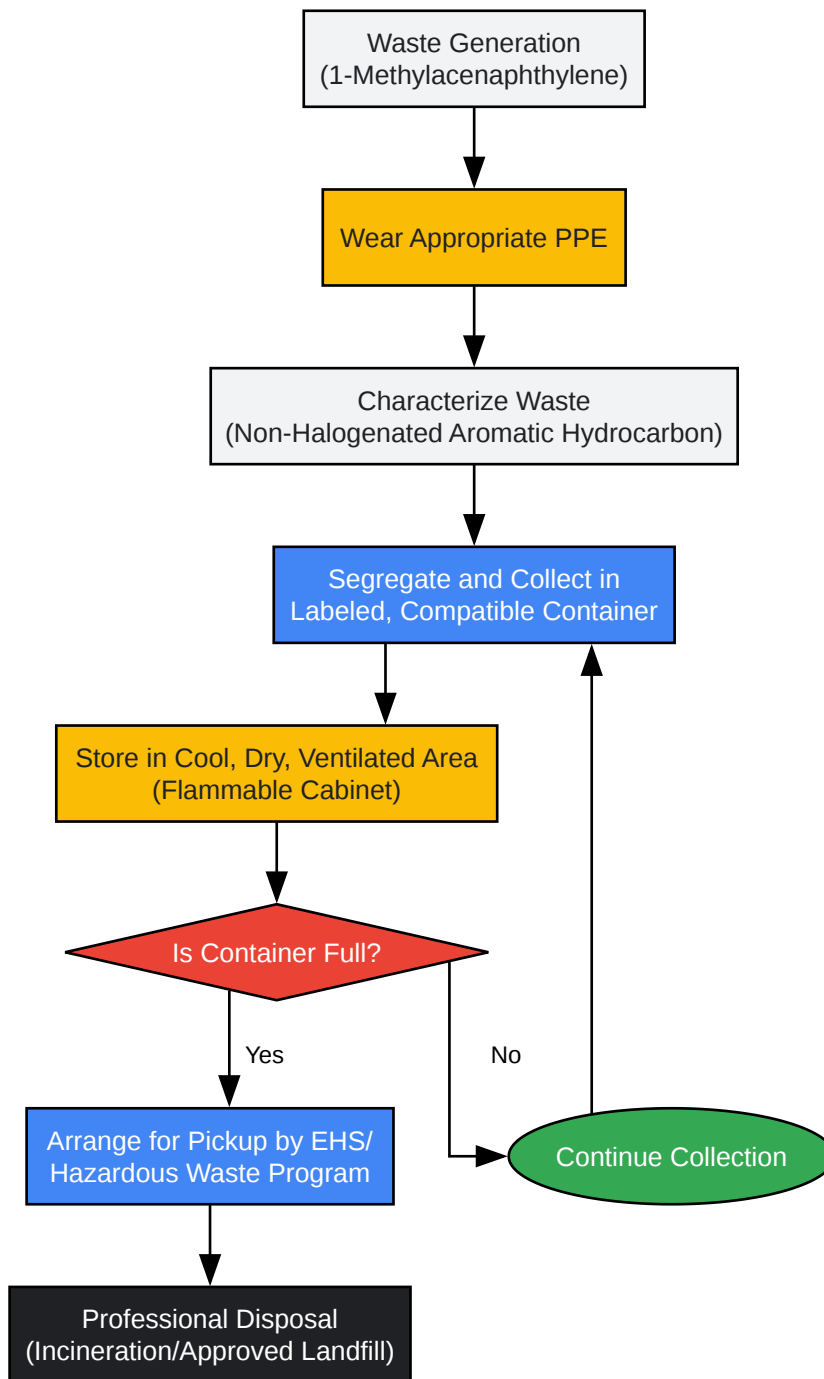 Waste Generation
(1-Methylacenaphthylene)
Wear Appropriate PPE
Characterize Waste
(Non-Halogenated Aromatic Hydrocarbon)
Segregate and Collect in
Labeled, Compatible Container
Store in Cool, Dry, Ventilated Area
(Flammable Cabinet)
Is Container Full?
Yes
No
Arrange for Pickup by EHS/
Hazardous Waste Program
Continue Collection
Professional Disposal
(Incineration/Approved Landfill)